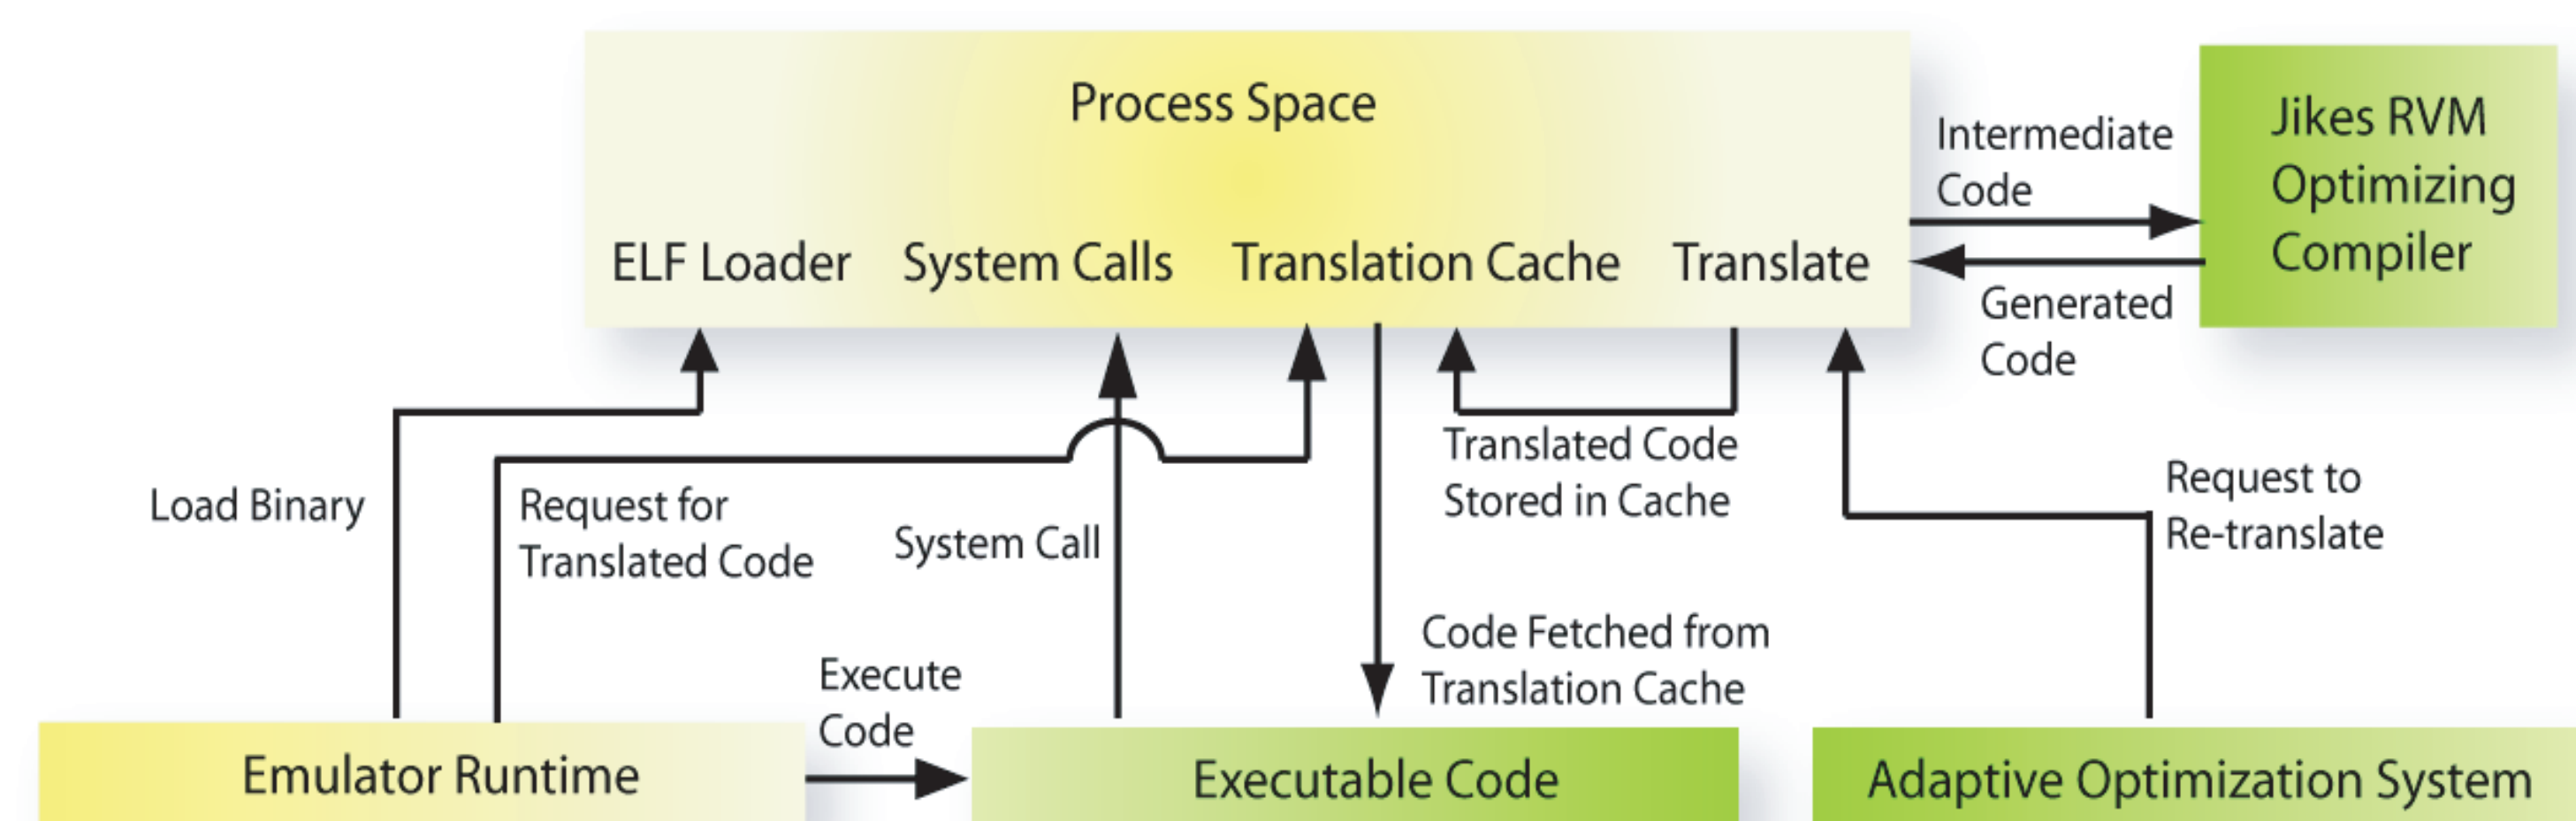 Process Space
ELF Loader
System Calls
Translation Cache
Translate
Intermediate
Code
Generated
Code
Jikes RVM
Optimizing
Compiler
Load Binary
Request for
Translated Code
System Call
Translated Code
Stored in Cache
Request to
Re-translate
Code Fetched from
Translation Cache
Execute
Code
Emulator Runtime
Executable Code
Adaptive Optimization System